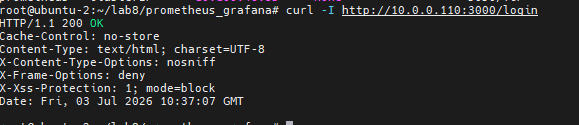 root@ubuntu-2:~/lab8/prometheus_grafana# curl -I http://10.0.0.110:3000/login
HTTP/1.1 200 OK
Cache-Control: no-store
Content-Type: text/html; charset=UTF-8
X-Content-Type-Options: nosniff
X-Frame-Options: deny
X-Xss-Protection: 1; mode=block
Date: Fri, 03 Jul 2026 10:37:07 GMT